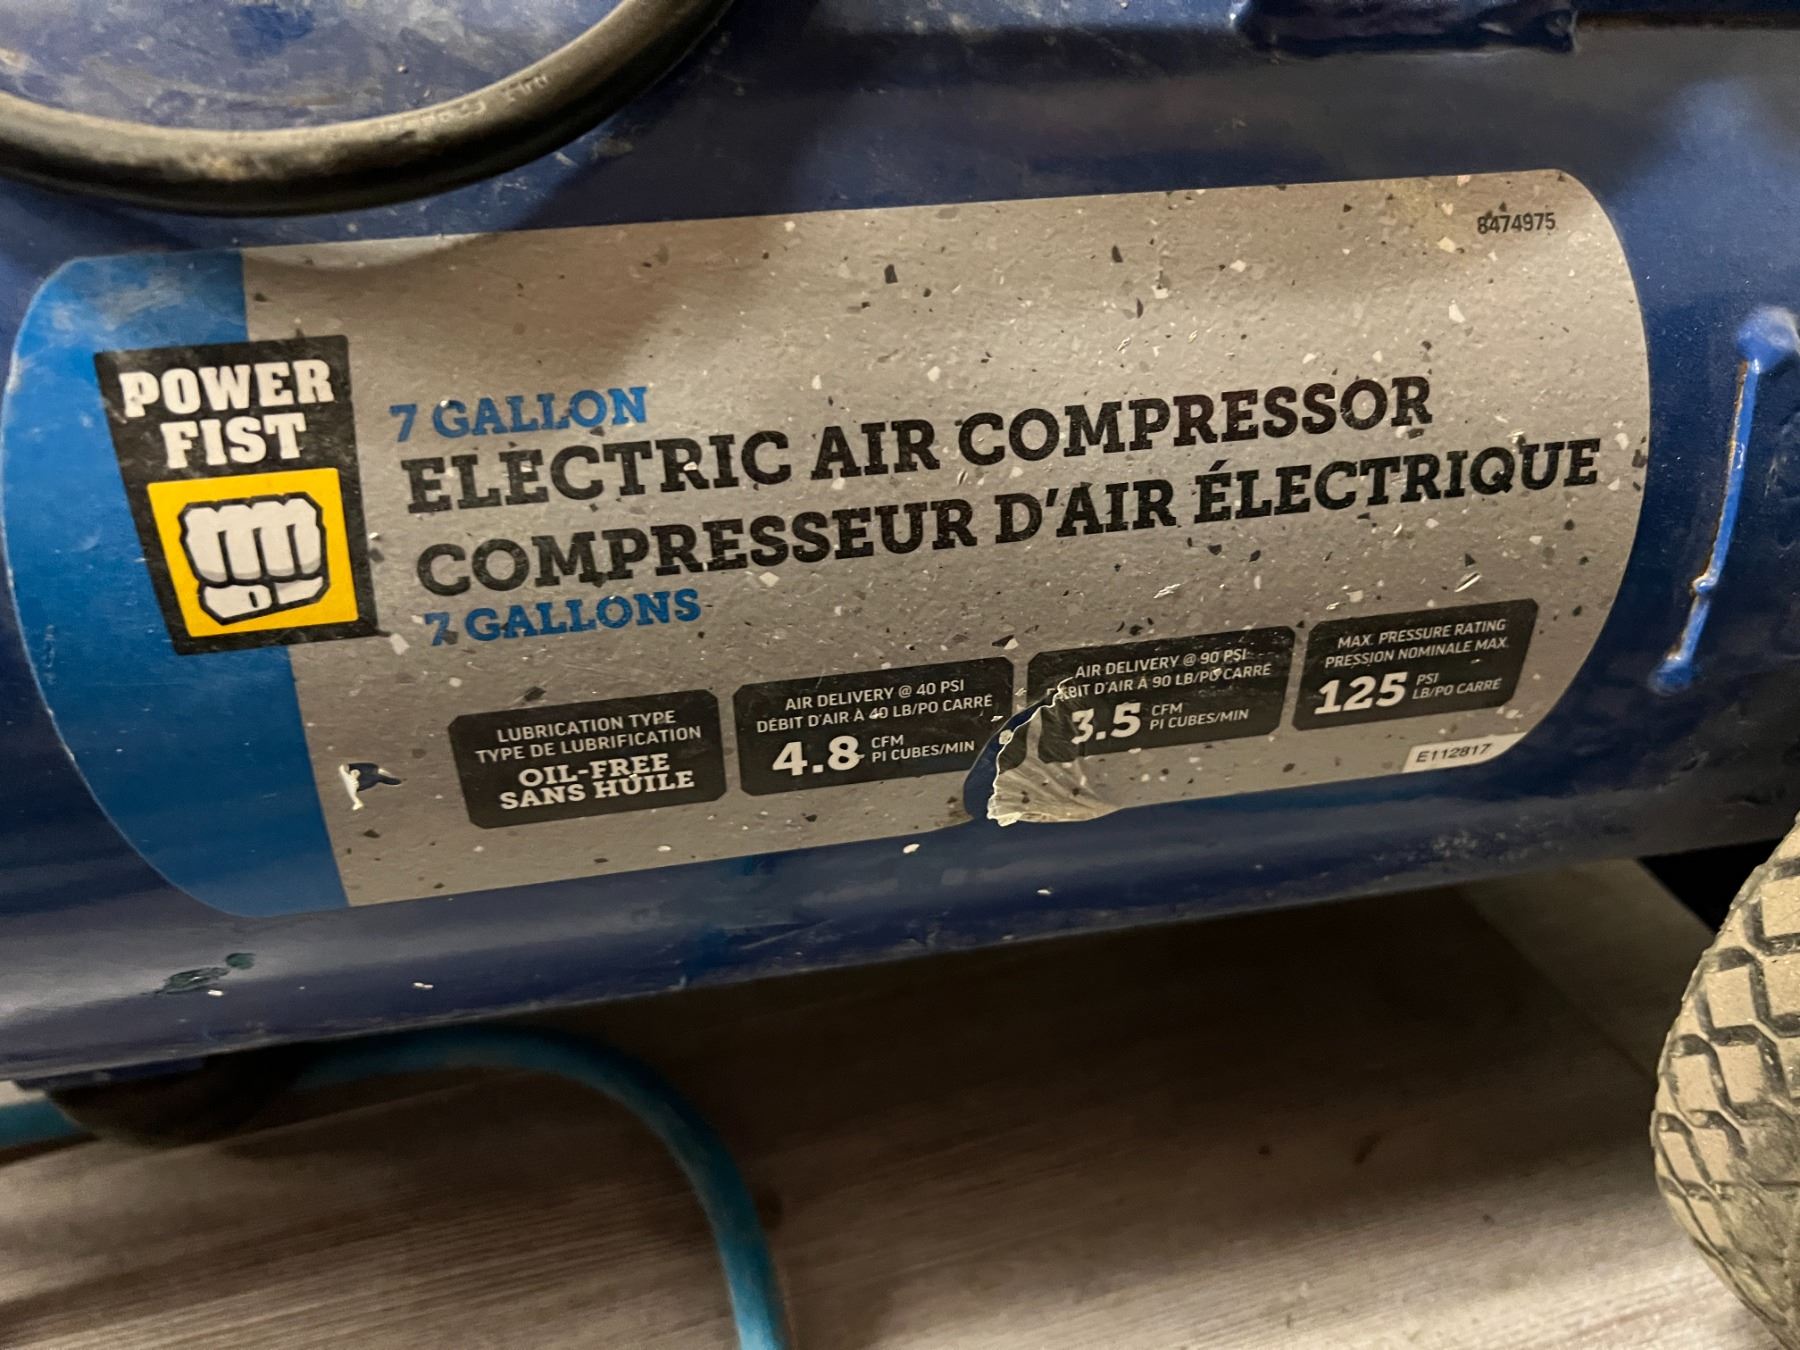 8474975
POWER
FIST
7 GALLON
ELECTRIC AIR COMPRESSOR
COMPRESSEUR D'AIR ÉLECTRIQUE
7 GALLONS
LUBRICATION TYPE
TYPE DE LUBRIFICATION
OIL-FREE
SANS HUILE
AIR DELIVERY @ 40 PSI
DÉBIT D'AIR À 40 LB/PO CARRÉ
4.8 CFM
PI CUBES/MIN
AIR DELIVERY @ 90 PSI
DÉBIT D'AIR À 90 LB/PO CARRÉ
3.5 CFM
PI CUBES/MIN
MAX. PRESSURE RATING
PRESSION NOMINALE MAX.
125 PSI
LB/PO CARRÉ
E112817